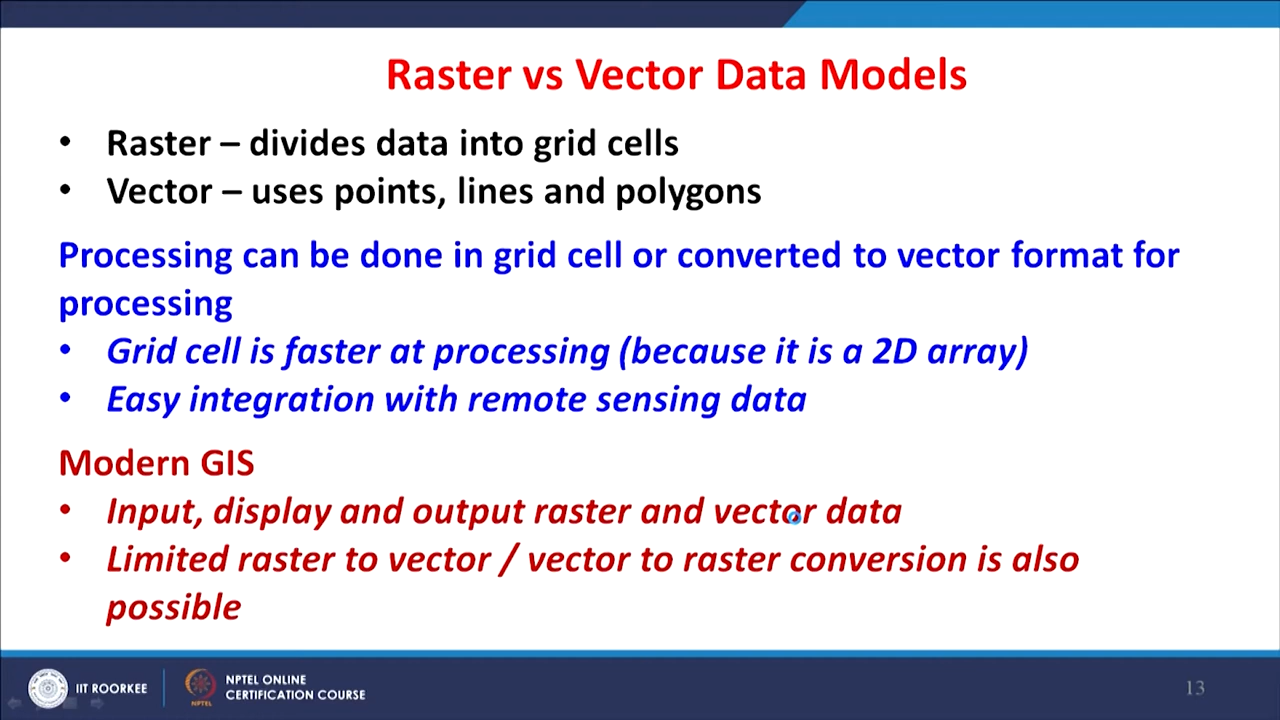 Raster vs Vector Data Models
• Raster – divides data into grid cells
• Vector – uses points, lines and polygons
Processing can be done in grid cell or converted to vector format for
processing
• Grid cell is faster at processing (because it is a 2D array)
• Easy integration with remote sensing data
Modern GIS
• Input, display and output raster and vector data
• Limited raster to vector / vector to raster conversion is also
possible
IIT ROORKEE
NPTEL
NPTEL ONLINE
CERTIFICATION COURSE
13